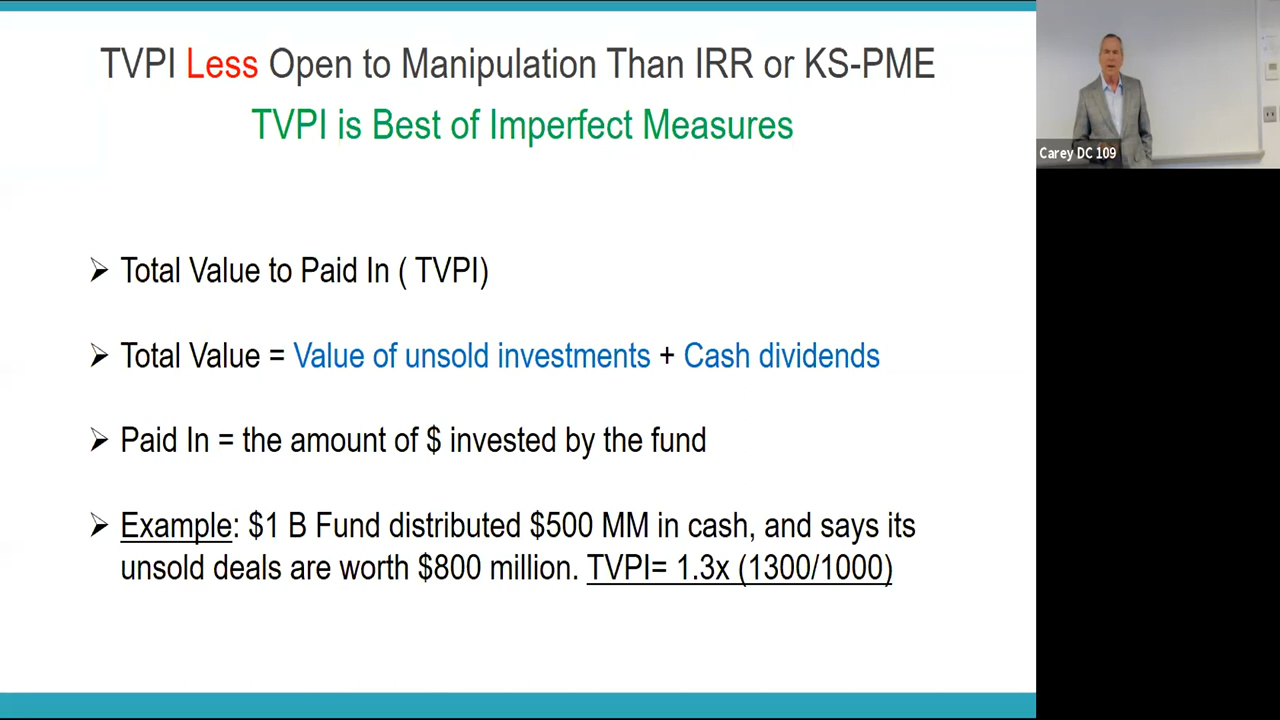 TVPI Less Open to Manipulation Than IRR or KS-PME
TVPI is Best of Imperfect Measures
Carey DC 109
➢ Total Value to Paid In ( TVPI)
➢ Total Value = Value of unsold investments + Cash dividends
➢ Paid In = the amount of $ invested by the fund
➢ Example: $1 B Fund distributed $500 MM in cash, and says its
unsold deals are worth $800 million. TVPI= 1.3x (1300/1000)